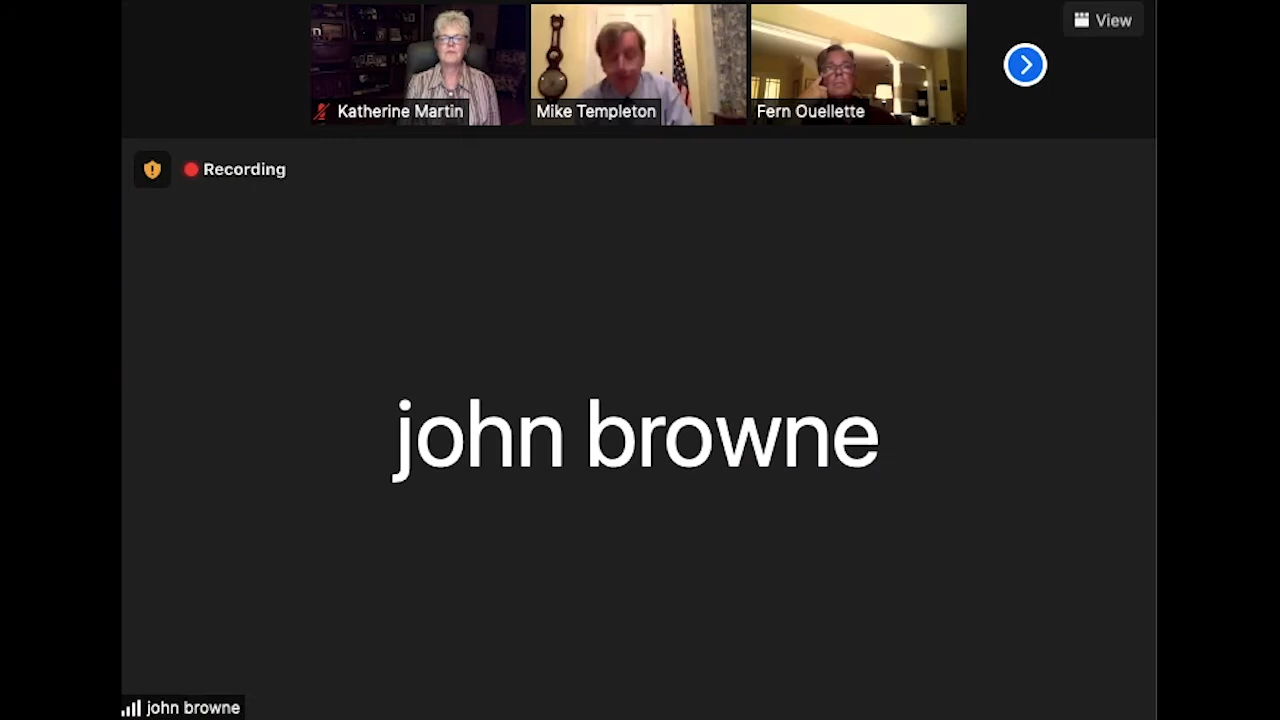 View
Katherine Martin
Mike Templeton
Fern Ouellette
Recording
john browne
john browne